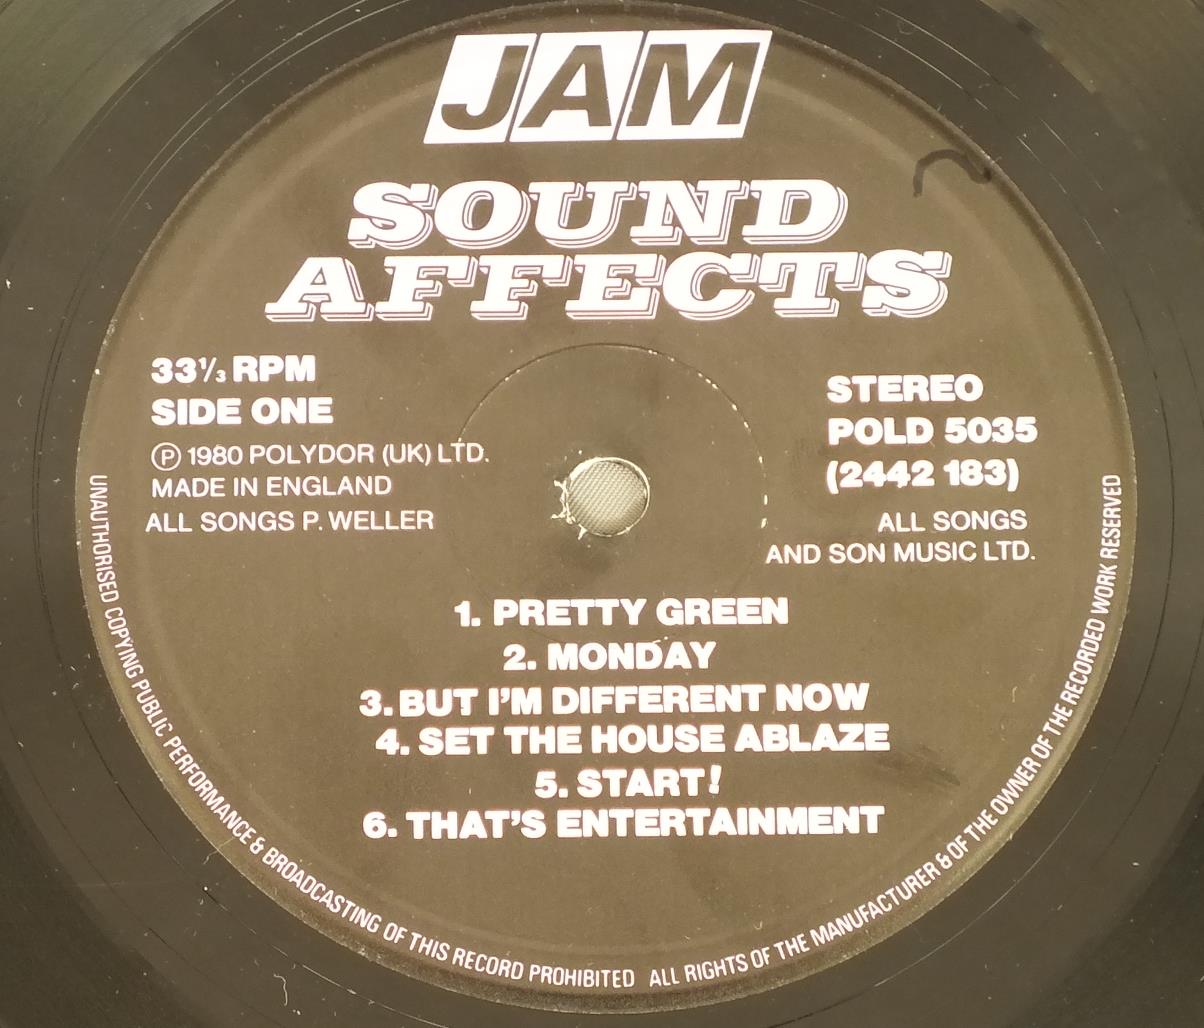 JAM
SOUND
AFFECTS
33⅓ RPM
SIDE ONE
Ⓟ 1980 POLYDOR (UK) LTD.
MADE IN ENGLAND
ALL SONGS P. WELLER
STEREO
POLD 5035
(2442 183)
ALL SONGS
AND SON MUSIC LTD.
1. PRETTY GREEN
2. MONDAY
3. BUT I'M DIFFERENT NOW
4. SET THE HOUSE ABLAZE
5. START!
6. THAT'S ENTERTAINMENT
UNAUTHORISED COPYING PUBLIC PERFORMANCE & BROADCASTING OF THIS RECORD PROHIBITED ALL RIGHTS OF THE MANUFACTURER & OF THE OWNER OF THE RECORDED WORK RESERVED